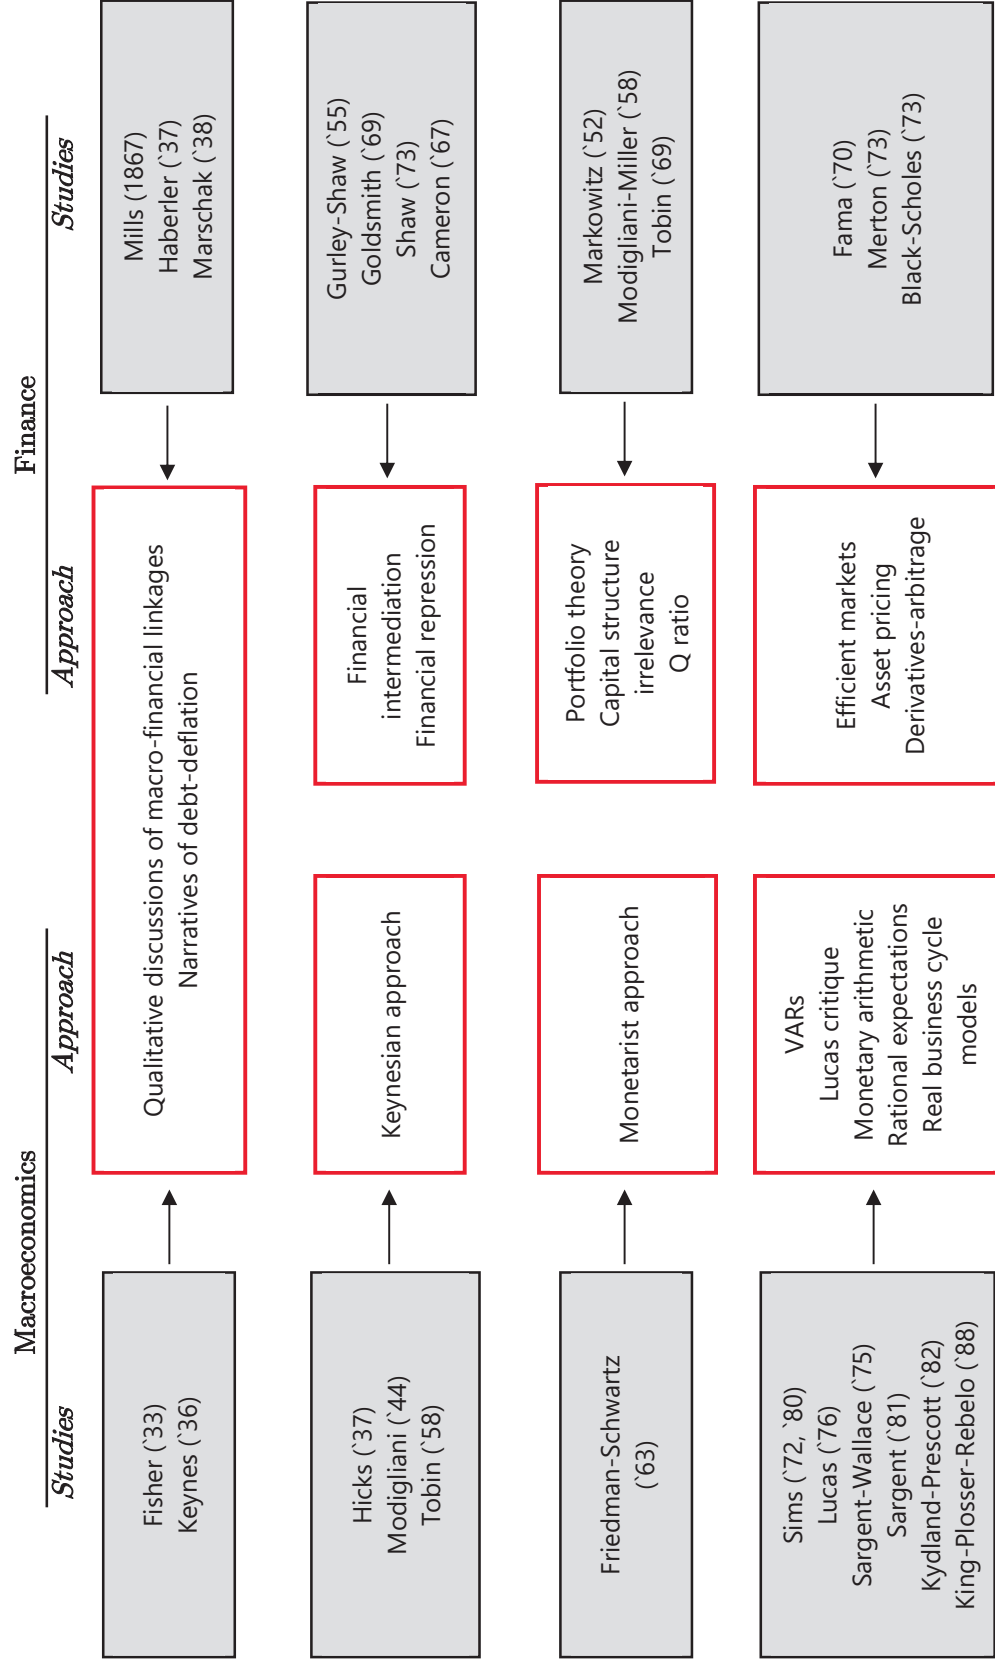 Macroeconomics
Finance
Studies
Approach
Approach
Studies
Fisher (`33)
Keynes (`36)
Qualitative discussions of macro-financial linkages
Narratives of debt-deflation
Mills (1867)
Haberler (`37)
Marschak (`38)
Hicks (`37)
Modigliani (`44)
Tobin (`58)
Keynesian approach
Financial
intermediation
Financial repression
Gurley-Shaw (`55)
Goldsmith (`69)
Shaw (`73)
Cameron (`67)
Friedman-Schwartz
(`63)
Monetarist approach
Portfolio theory
Capital structure
irrelevance
Q ratio
Markowitz (`52)
Modigliani-Miller (`58)
Tobin (`69)
Sims (`72, `80)
Lucas (`76)
Sargent-Wallace (`75)
Sargent (`81)
Kydland-Prescott (`82)
King-Plosser-Rebelo (`88)
VARs
Lucas critique
Monetary arithmetic
Rational expectations
Real business cycle
models
Efficient markets
Asset pricing
Derivatives-arbitrage
Fama (`70)
Merton (`73)
Black-Scholes (`73)